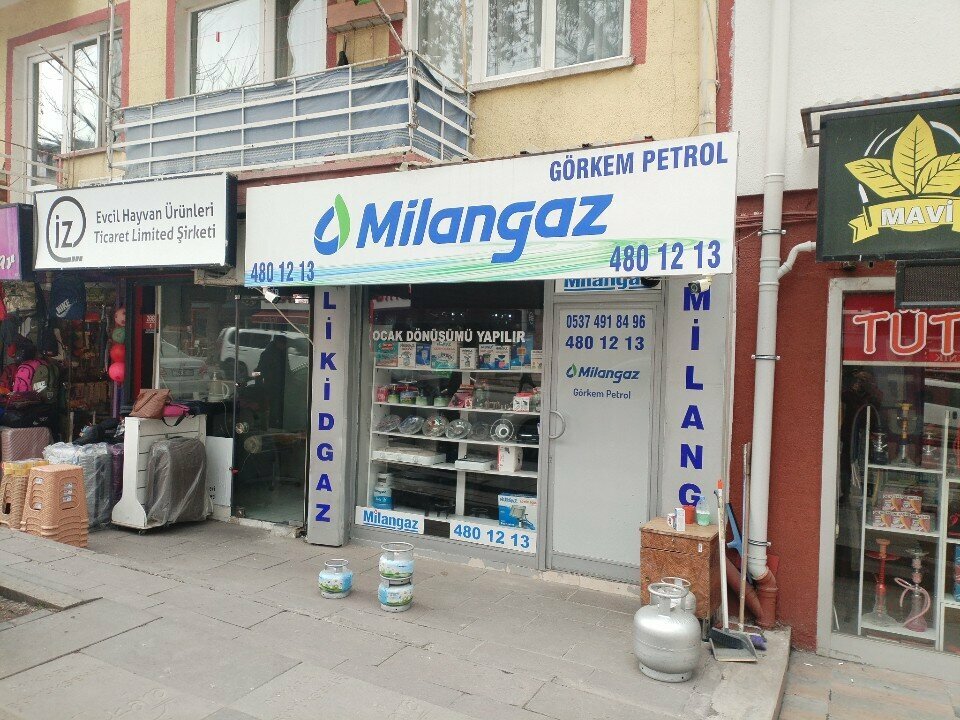 GÖRKEM PETROL
Milangaz
480 12 13
480 12 13
İZ
Evcil Hayvan Ürünleri
Ticaret Limited Şirketi
MAVİ
LİKİDGAZ
OCAK DÖNÜŞÜMÜ YAPILIR
Milangaz
0537 491 84 96
480 12 13
Milangaz
Görkem Petrol
MİLANG
Milangaz
480 12 13
TÜT